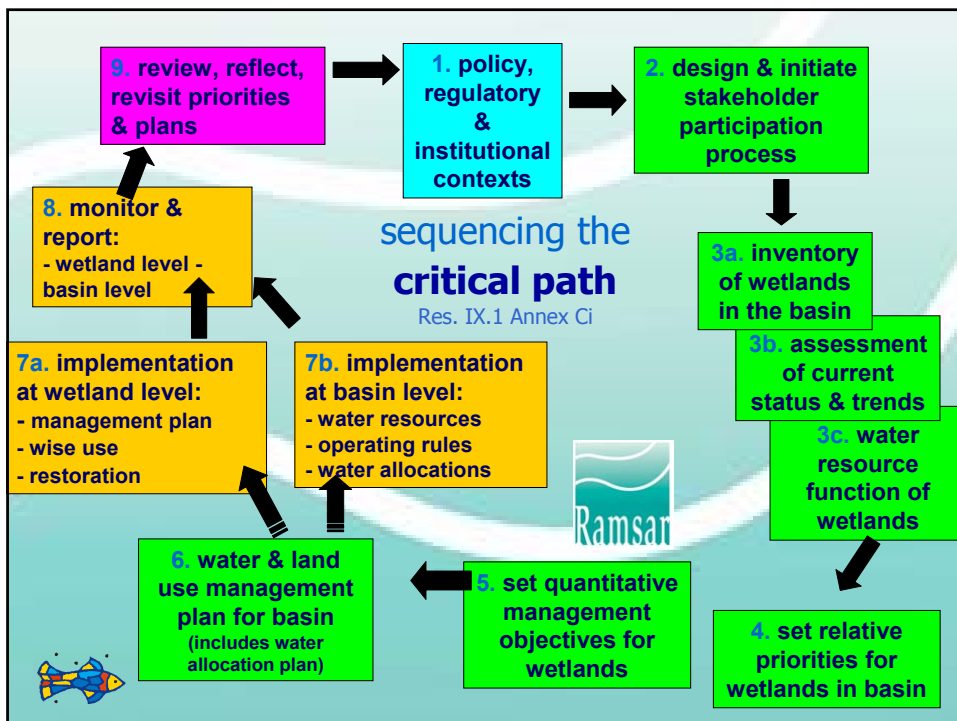 9. review, reflect,
revisit priorities
& plans
1. policy,
regulatory
&
institutional
contexts
2. design & initiate
stakeholder
participation
process
8. monitor &
report:
- wetland level -
basin level
sequencing the
critical path
Res. IX.1 Annex Ci
3a. inventory
of wetlands
in the basin
3b. assessment
of current
status & trends
3c. water
resource
function of
wetlands
7a. implementation
at wetland level:
- management plan
- wise use
- restoration
7b. implementation
at basin level:
- water resources
- operating rules
- water allocations
Ramsar
6. water & land
use management
plan for basin
(includes water
allocation plan)
5. set quantitative
management
objectives for
wetlands
4. set relative
priorities for
wetlands in basin